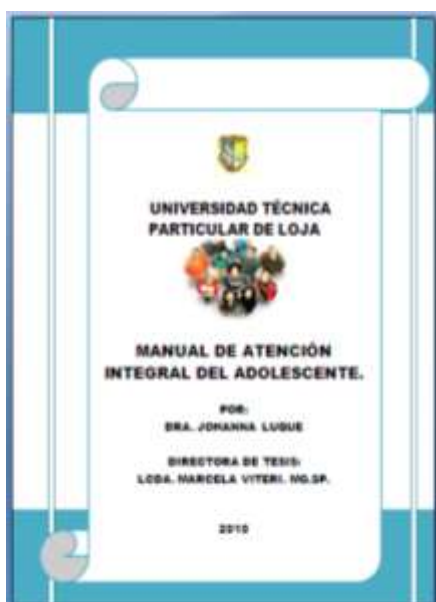 UNIVERSIDAD TÉCNICA
PARTICULAR DE LOJA
MANUAL DE ATENCIÓN
INTEGRAL DEL ADOLESCENTE.
POR:
DRA. JOHANNA LUQUE
DIRECTORA DE TESIS:
LCDA. MARCELA VITERI. MG.SP.
2010